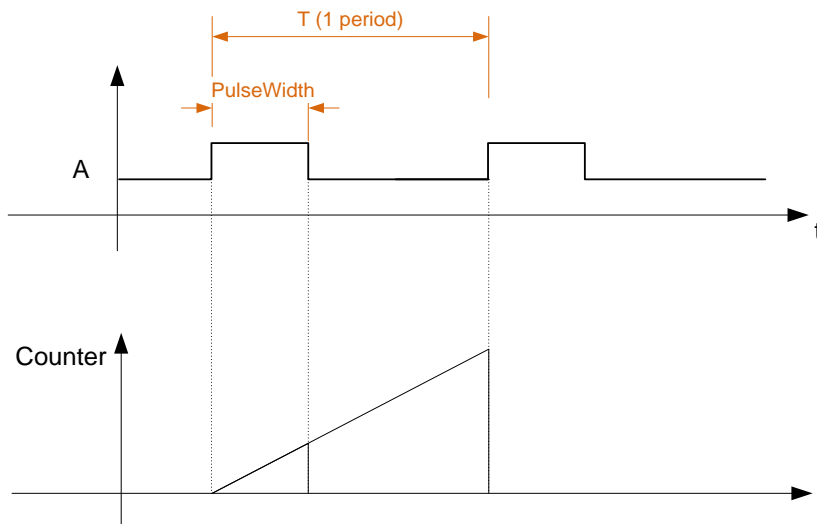 T (1 period)
PulseWidth
A
t
Counter